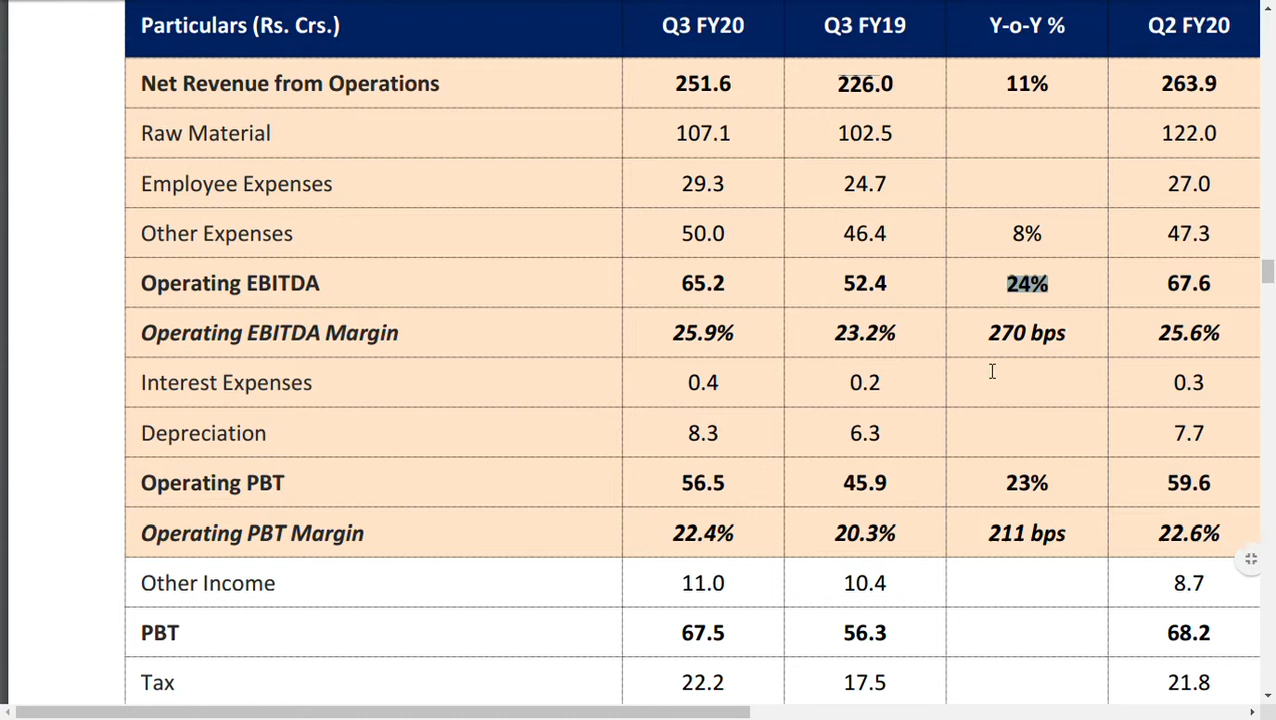 Particulars (Rs. Crs.) Q3 FY20 Q3 FY19 Y-o-Y % Q2 FY20
Net Revenue from Operations 251.6 226.0 11% 263.9
Raw Material 107.1 102.5 122.0
Employee Expenses 29.3 24.7 27.0
Other Expenses 50.0 46.4 8% 47.3
Operating EBITDA 65.2 52.4 24% 67.6
Operating EBITDA Margin 25.9% 23.2% 270 bps 25.6%
Interest Expenses 0.4 0.2 0.3
Depreciation 8.3 6.3 7.7
Operating PBT 56.5 45.9 23% 59.6
Operating PBT Margin 22.4% 20.3% 211 bps 22.6%
Other Income 11.0 10.4 8.7
PBT 67.5 56.3 68.2
Tax 22.2 17.5 21.8